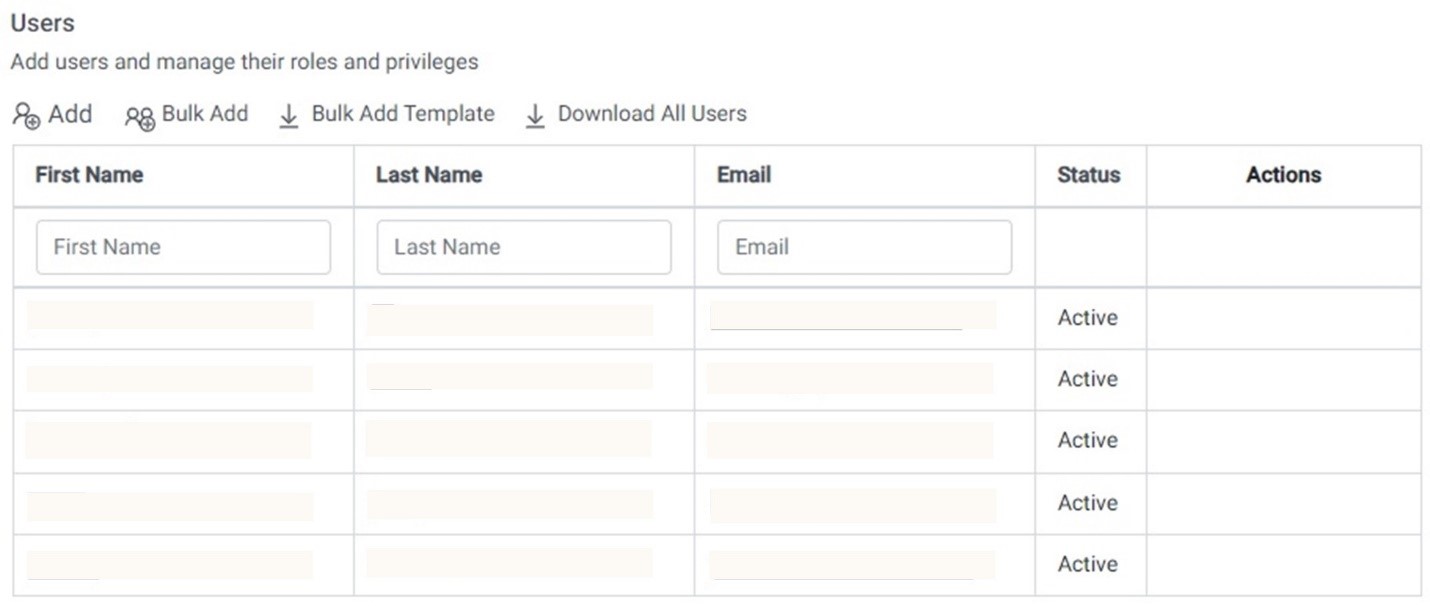 Users
Add users and manage their roles and privileges
Add Bulk Add Bulk Add Template Download All Users
First Name Last Name Email Status Actions
First Name Last Name Email
Active
Active
Active
Active
Active